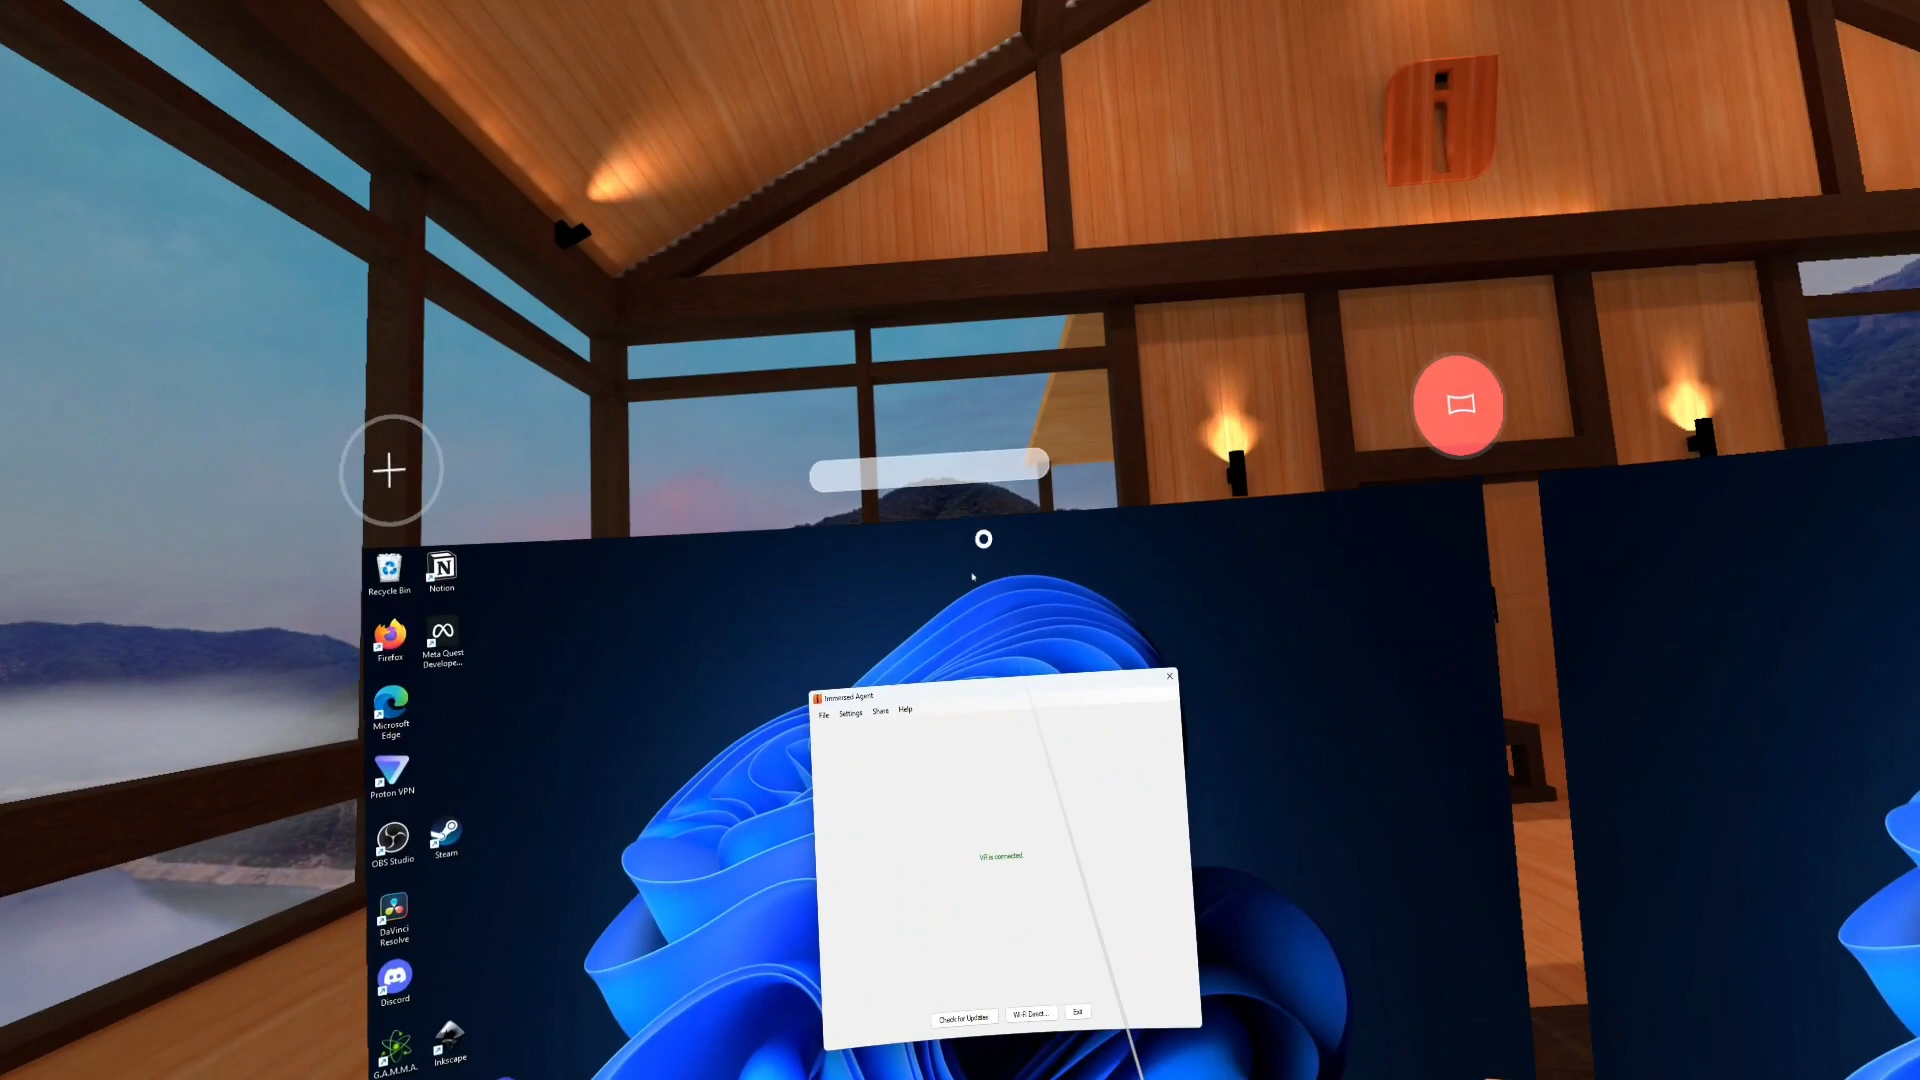 Recycle Bin
Notion
Firefox
Meta Quest
Develope...
Microsoft
Edge
Proton VPN
OBS Studio
Steam
DaVinci
Resolve
Discord
G.A.M.M.A.
Inkscape
Immersed Agent
File Settings Share Help
VR is connected.
Check for Updates Wi-Fi Direct... Exit